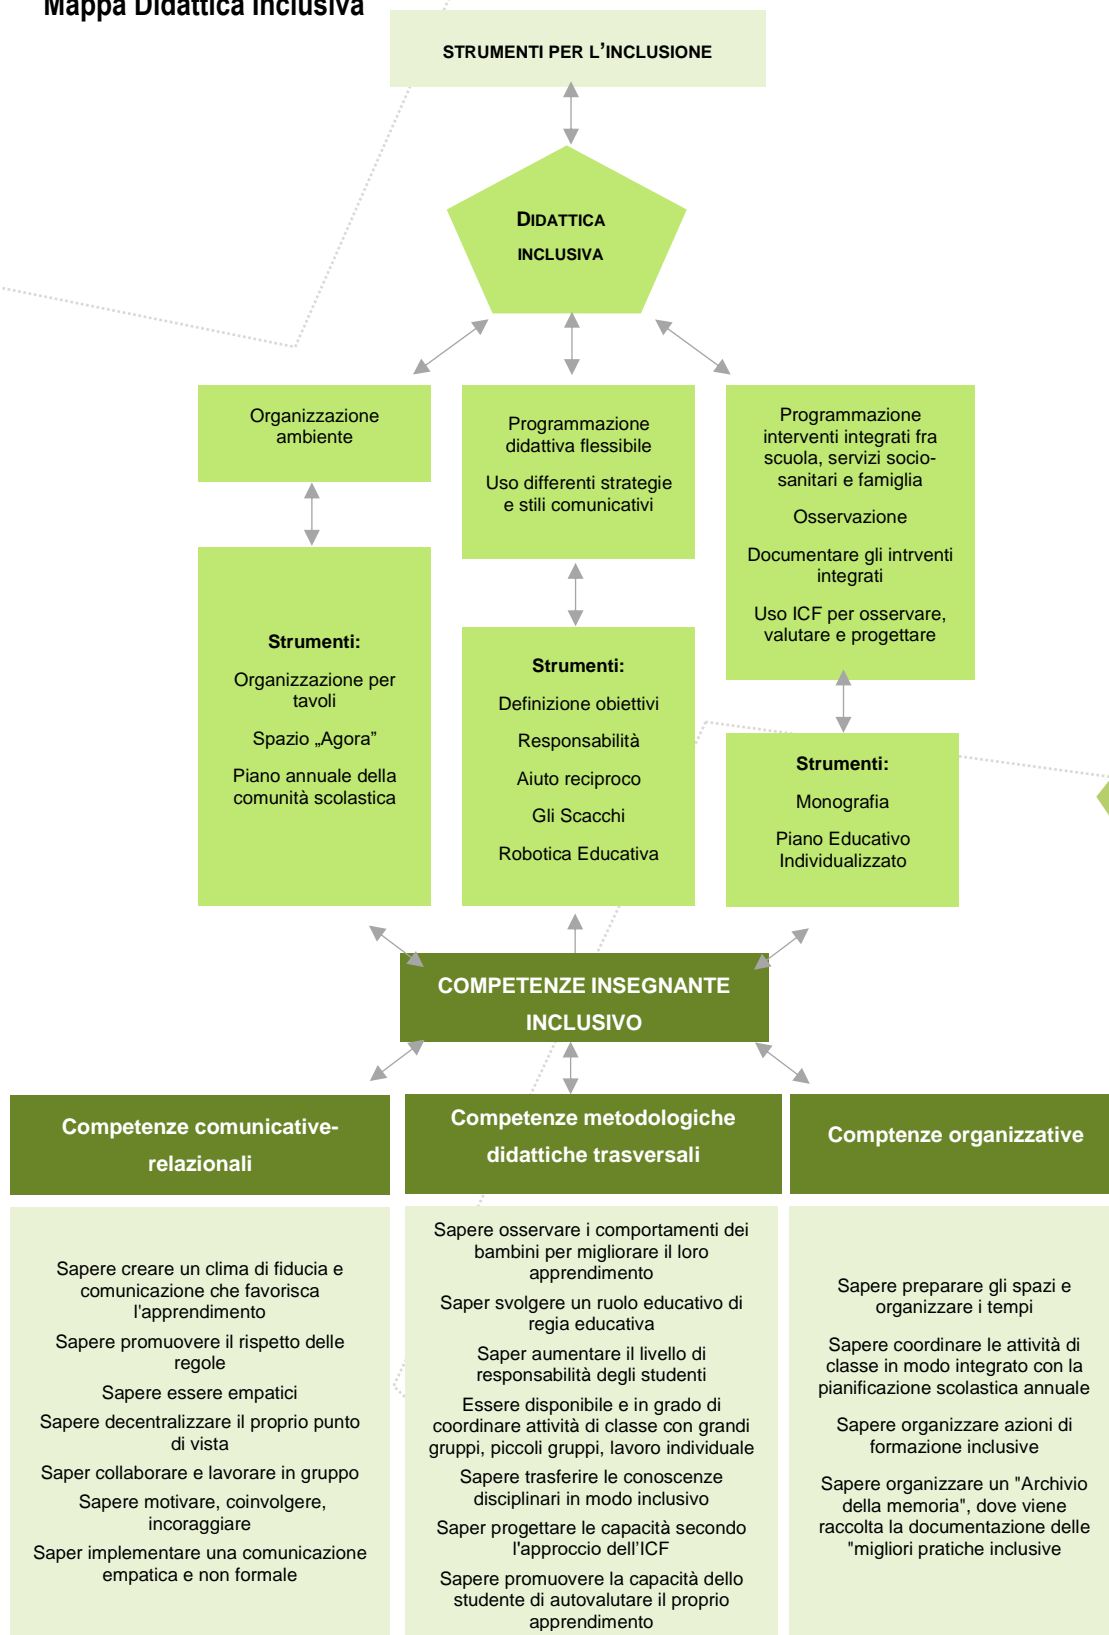 Mappa Didattica Inclusiva
STRUMENTI PER L'INCLUSIONE
DIDATTICA
INCLUSIVA
Organizzazione
ambiente
Programmazione
didattiva flessibile
Uso differenti strategie
e stili comunicativi
Programmazione
interventi integrati fra
scuola, servizi socio-
sanitari e famiglia
Osservazione
Documentare gli intrventi
integrati
Uso ICF per osservare,
valutare e progettare
Strumenti:
Organizzazione per
tavoli
Spazio „Agora”
Piano annuale della
comunità scolastica
Strumenti:
Definizione obiettivi
Responsabilità
Aiuto reciproco
Gli Scacchi
Robotica Educativa
Strumenti:
Monografia
Piano Educativo
Individualizzato
COMPETENZE INSEGNANTE
INCLUSIVO
Competenze comunicative-
relazionali
Competenze metodologiche
didattiche trasversali
Comptenze organizzative
Sapere creare un clima di fiducia e
comunicazione che favorisca
l'apprendimento
Sapere promuovere il rispetto delle
regole
Sapere essere empatici
Sapere decentralizzare il proprio punto
di vista
Saper collaborare e lavorare in gruppo
Sapere motivare, coinvolgere,
incoraggiare
Saper implementare una comunicazione
empatica e non formale
Sapere osservare i comportamenti dei
bambini per migliorare il loro
apprendimento
Saper svolgere un ruolo educativo di
regia educativa
Saper aumentare il livello di
responsabilità degli studenti
Essere disponibile e in grado di
coordinare attività di classe con grandi
gruppi, piccoli gruppi, lavoro individuale
Sapere trasferire le conoscenze
disciplinari in modo inclusivo
Saper progettare le capacità secondo
l'approccio dell'ICF
Sapere promuovere la capacità dello
studente di autovalutare il proprio
apprendimento
Sapere preparare gli spazi e
organizzare i tempi
Sapere coordinare le attività di
classe in modo integrato con la
pianificazione scolastica annuale
Sapere organizzare azioni di
formazione inclusive
Sapere organizzare un "Archivio
della memoria", dove viene
raccolta la documentazione delle
"migliori pratiche inclusive